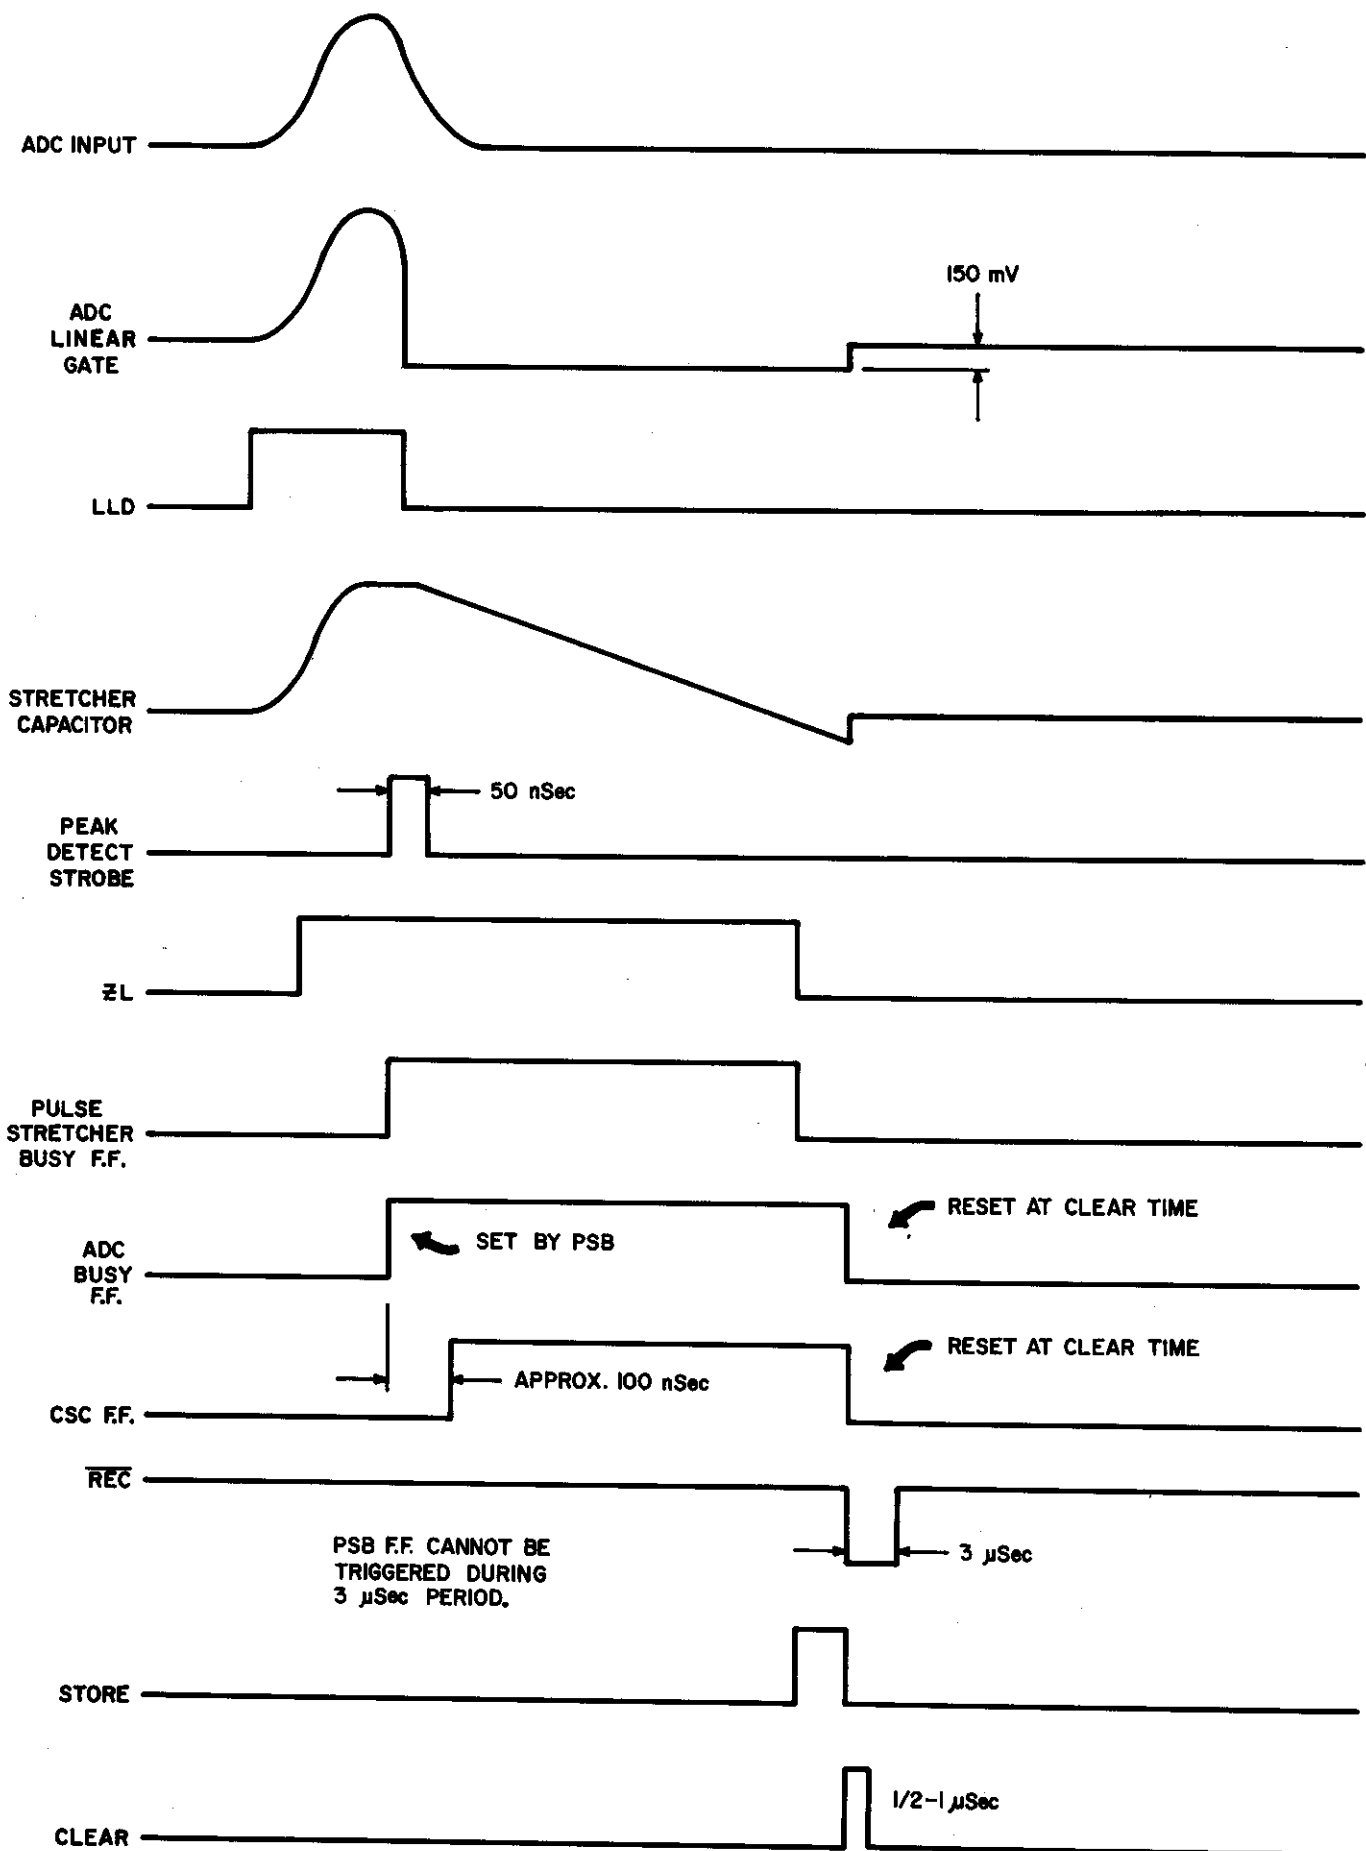 ADC INPUT
150 mV
ADC
LINEAR
GATE
LLD
STRETCHER
CAPACITOR
50 nSec
PEAK
DETECT
STROBE
ƵL
PULSE
STRETCHER
BUSY F.F.
RESET AT CLEAR TIME
SET BY PSB
ADC
BUSY
F.F.
RESET AT CLEAR TIME
APPROX. 100 nSec
CSC F.F.
REC
PSB F.F. CANNOT BE
TRIGGERED DURING
3 µSec PERIOD.
3 µSec
STORE
1/2-1 µSec
CLEAR